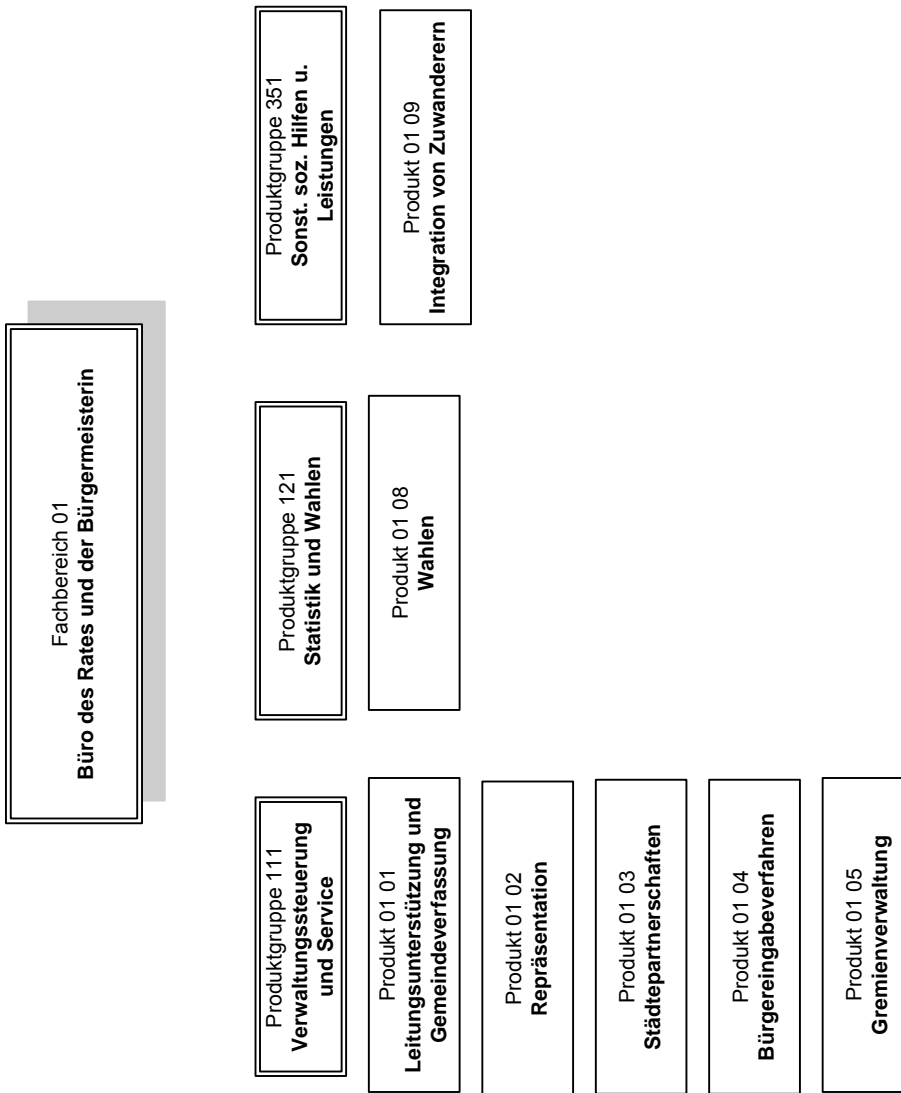 Fachbereich 01
Büro des Rates und der Bürgermeisterin
Produktgruppe 111
Verwaltungssteuerung
und Service
Produkt 01 01
Leitungsunterstützung und
Gemeindeverfassung
Produkt 01 02
Repräsentation
Produkt 01 03
Städtepartnerschaften
Produkt 01 04
Bürgereingabeverfahren
Produkt 01 05
Gremienverwaltung
Produktgruppe 121
Statistik und Wahlen
Produkt 01 08
Wahlen
Produktgruppe 351
Sonst. soz. Hilfen u.
Leistungen
Produkt 01 09
Integration von Zuwanderern